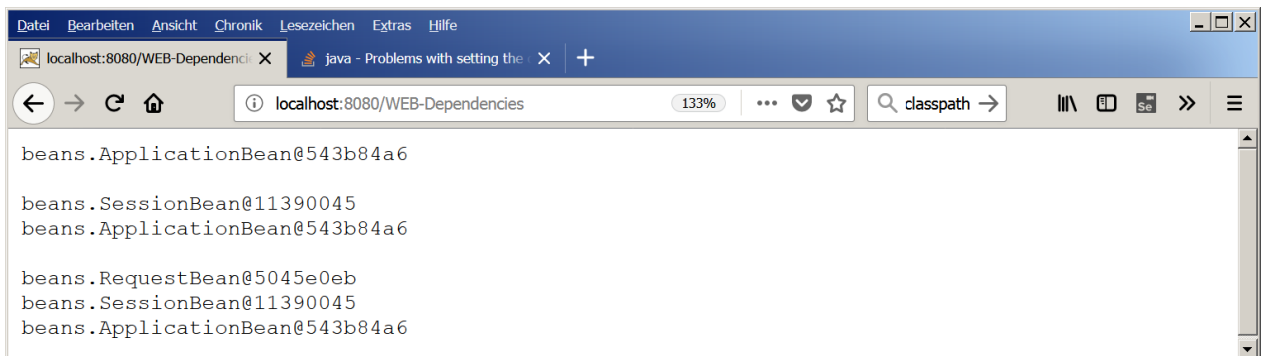 Datei Bearbeiten Ansicht Chronik Lesezeichen Extras Hilfe
localhost:8080/WEB-Dependenci java - Problems with setting the
localhost:8080/WEB-Dependencies 133% classpath
Se
beans.ApplicationBean@543b84a6
beans.SessionBean@11390045
beans.ApplicationBean@543b84a6
beans.RequestBean@5045e0eb
beans.SessionBean@11390045
beans.ApplicationBean@543b84a6